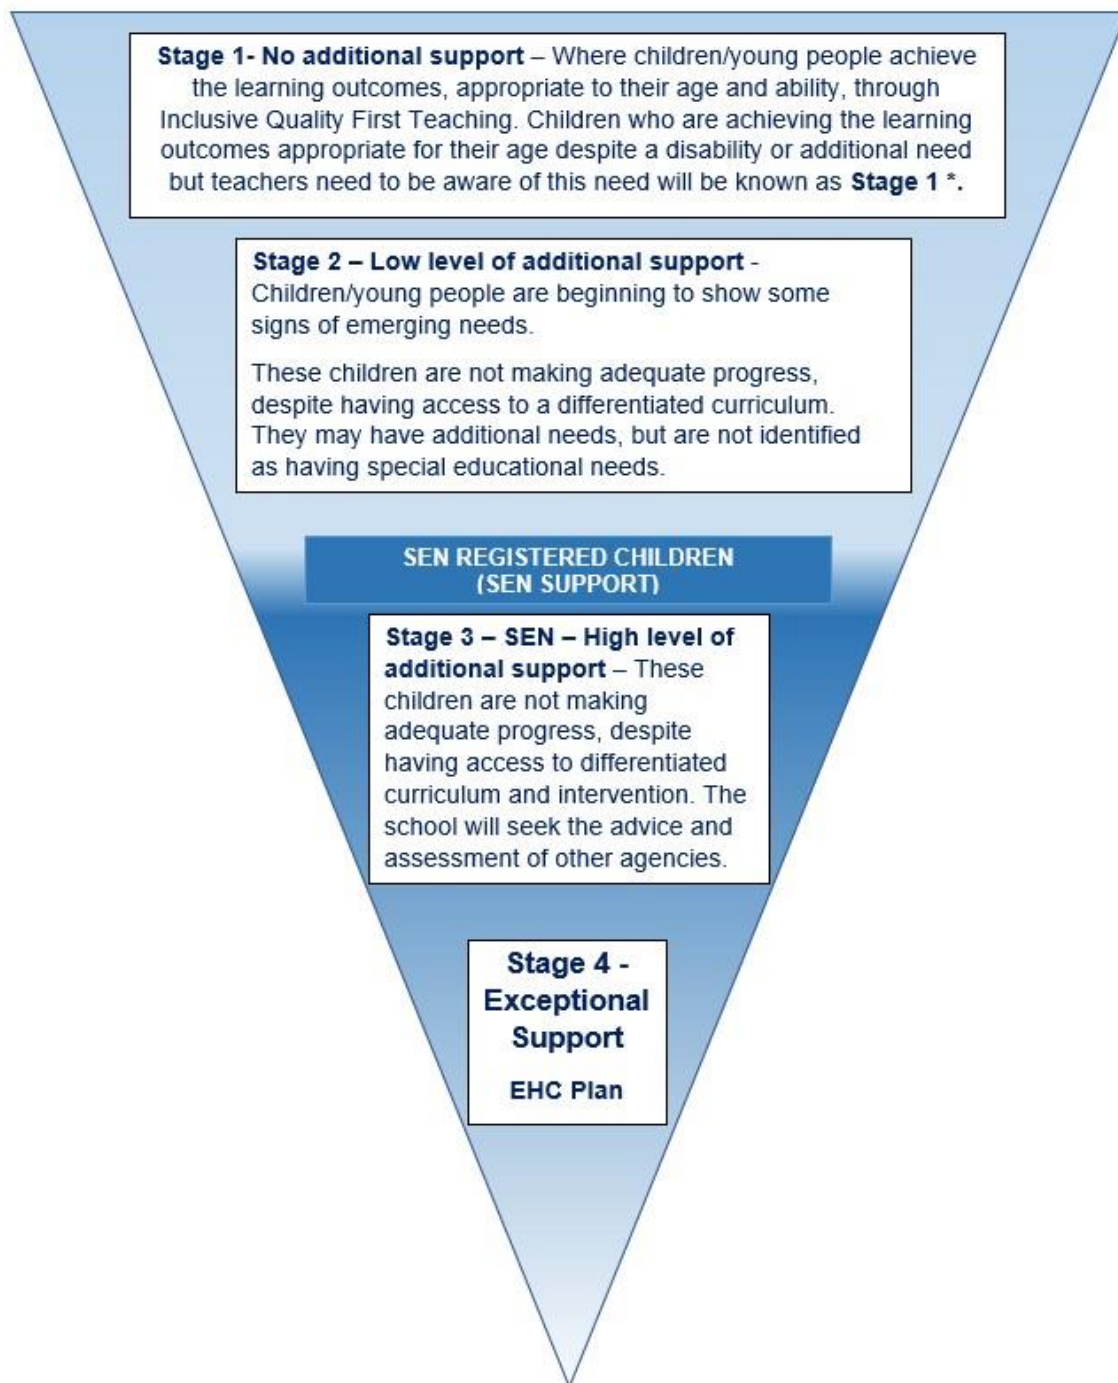 Stage 1- No additional support – Where children/young people achieve
the learning outcomes, appropriate to their age and ability, through
Inclusive Quality First Teaching. Children who are achieving the learning
outcomes appropriate for their age despite a disability or additional need
but teachers need to be aware of this need will be known as Stage 1 *.
Stage 2 – Low level of additional support -
Children/young people are beginning to show some
signs of emerging needs.
These children are not making adequate progress,
despite having access to a differentiated curriculum.
They may have additional needs, but are not identified
as having special educational needs.
SEN REGISTERED CHILDREN
(SEN SUPPORT)
Stage 3 – SEN – High level of
additional support – These
children are not making
adequate progress, despite
having access to differentiated
curriculum and intervention. The
school will seek the advice and
assessment of other agencies.
Stage 4 -
Exceptional
Support
EHC Plan